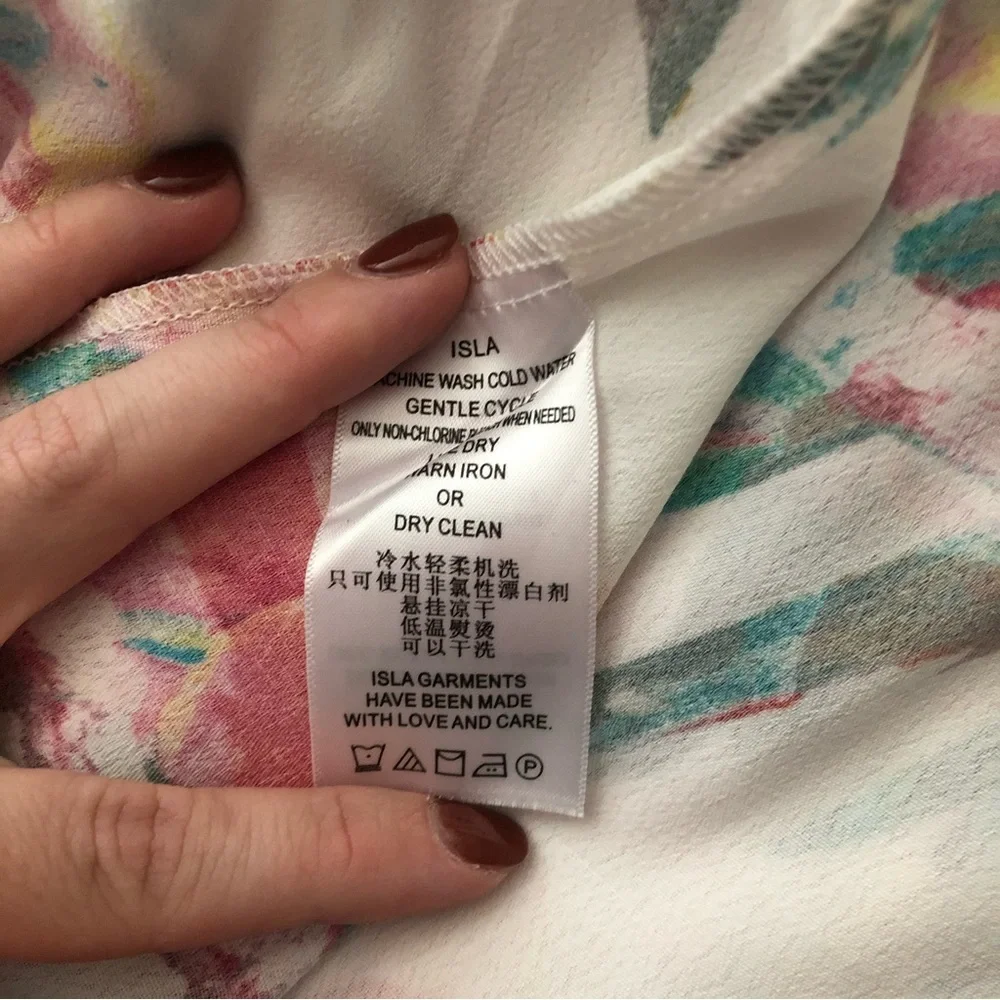 ISLA
ACHINE WASH COLD WATER
GENTLE CYCLE
ONLY NON-CHLORINE WHEN NEEDED
DRY
ARN IRON
OR
DRY CLEAN
冷水轻柔机洗
只可使用非氯性漂白剂
悬挂凉干
低温熨烫
可以干洗
ISLA GARMENTS
HAVE BEEN MADE
WITH LOVE AND CARE.
P